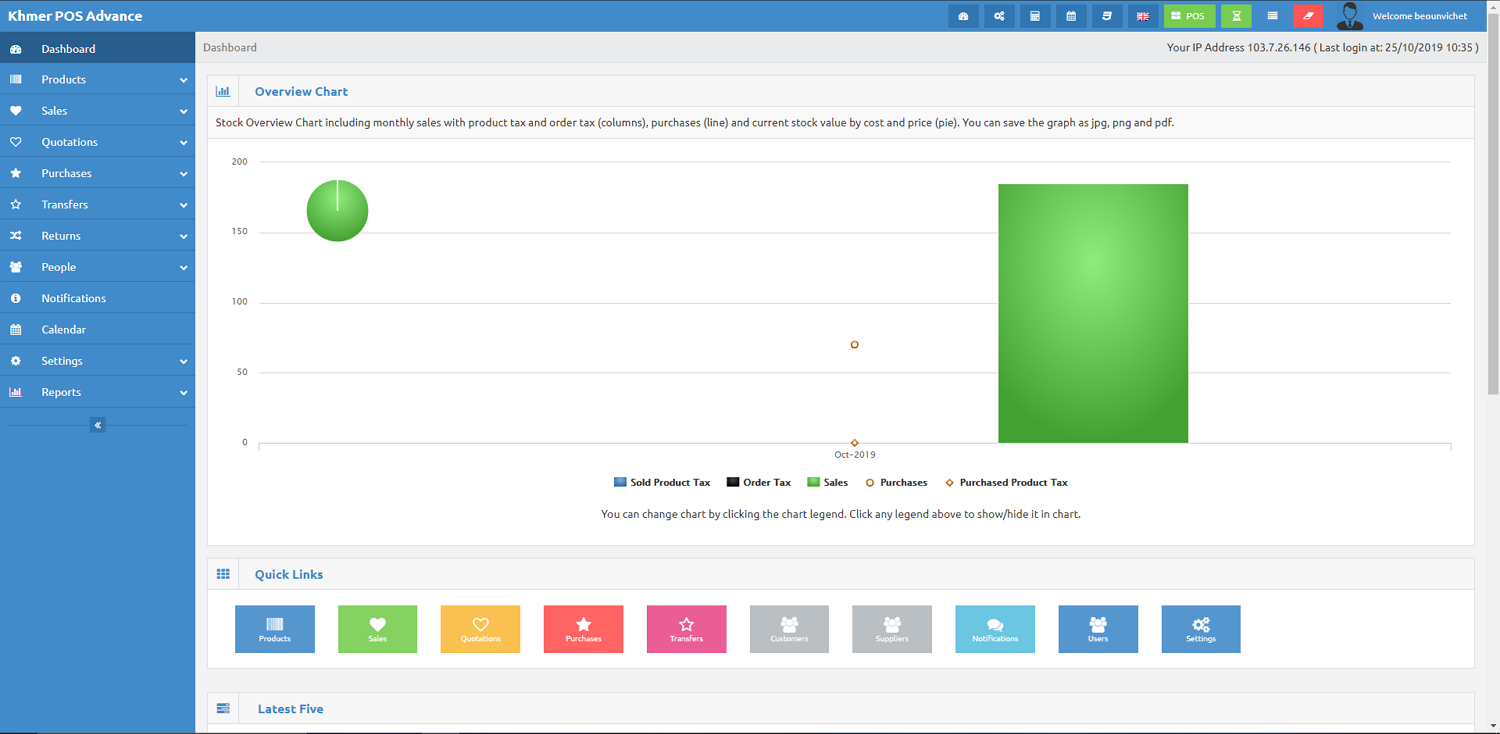 Khmer POS Advance
POS
Welcome beounvichet
Dashboard
Products
Sales
Quotations
Purchases
Transfers
Returns
People
Notifications
Calendar
Settings
Reports
Dashboard
Your IP Address 103.7.26.146 ( Last login at: 25/10/2019 10:35 )
Overview Chart
Stock Overview Chart including monthly sales with product tax and order tax (columns), purchases (line) and current stock value by cost and price (pie). You can save the graph as jpg, png and pdf.
200
150
100
50
0
Oct-2019
Sold Product Tax Order Tax Sales Purchases Purchased Product Tax
You can change chart by clicking the chart legend. Click any legend above to show/hide it in chart.
Quick Links
Products Sales Quotations Purchases Transfers Customers Suppliers Notifications Users Settings
Latest Five